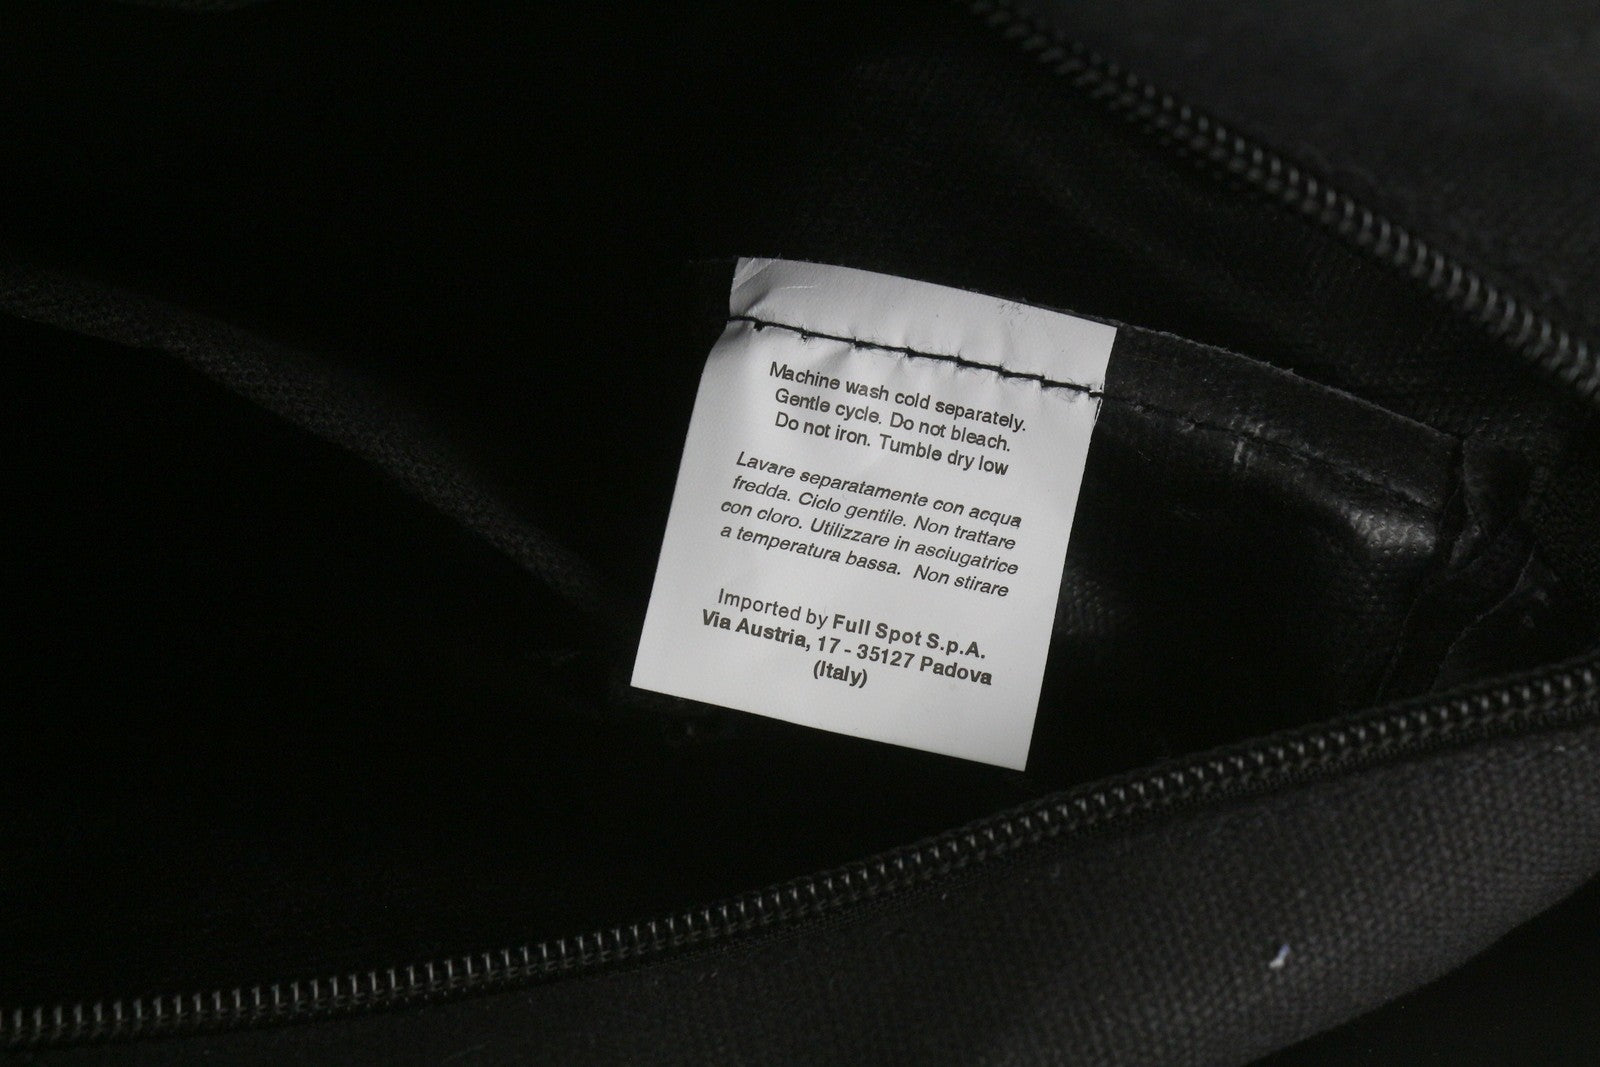 Machine wash cold separately.
Gentle cycle. Do not bleach.
Do not iron. Tumble dry low
Lavare separatamente con acqua
fredda. Ciclo gentile. Non trattare
con cloro. Utilizzare in asciugatrice
a temperatura bassa. Non stirare
Imported by Full Spot S.p.A.
Via Austria, 17 - 35127 Padova
(Italy)